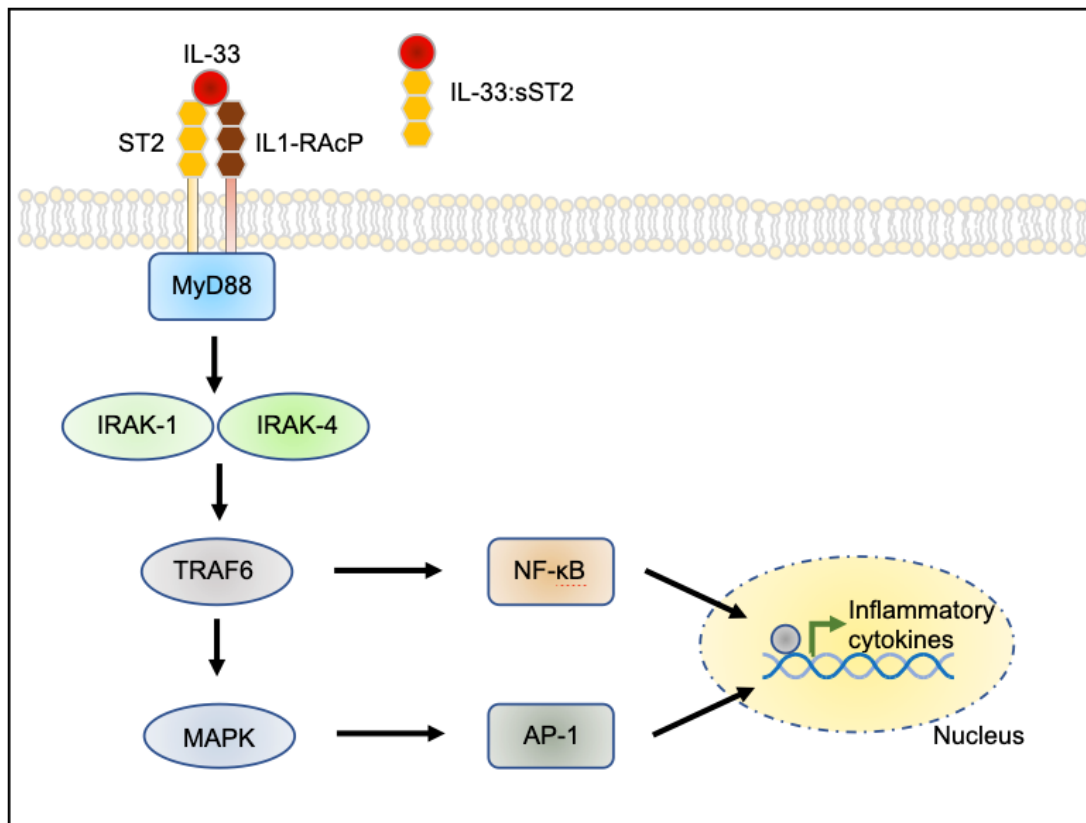 IL-33
IL-33:sST2
ST2
IL1-RAcP
MyD88
IRAK-1
IRAK-4
TRAF6
NF-κB
Inflammatory
cytokines
MAPK
AP-1
Nucleus